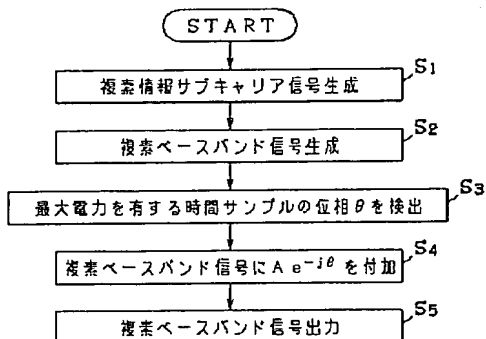 START
複素情報サブキャリア信号生成
S1
複素ベースバンド信号生成
S2
最大電力を有する時間サンプルの位相θを検出
S3
複素ベースバンド信号にAe^{-jθ}を付加
S4
複素ベースバンド信号出力
S5